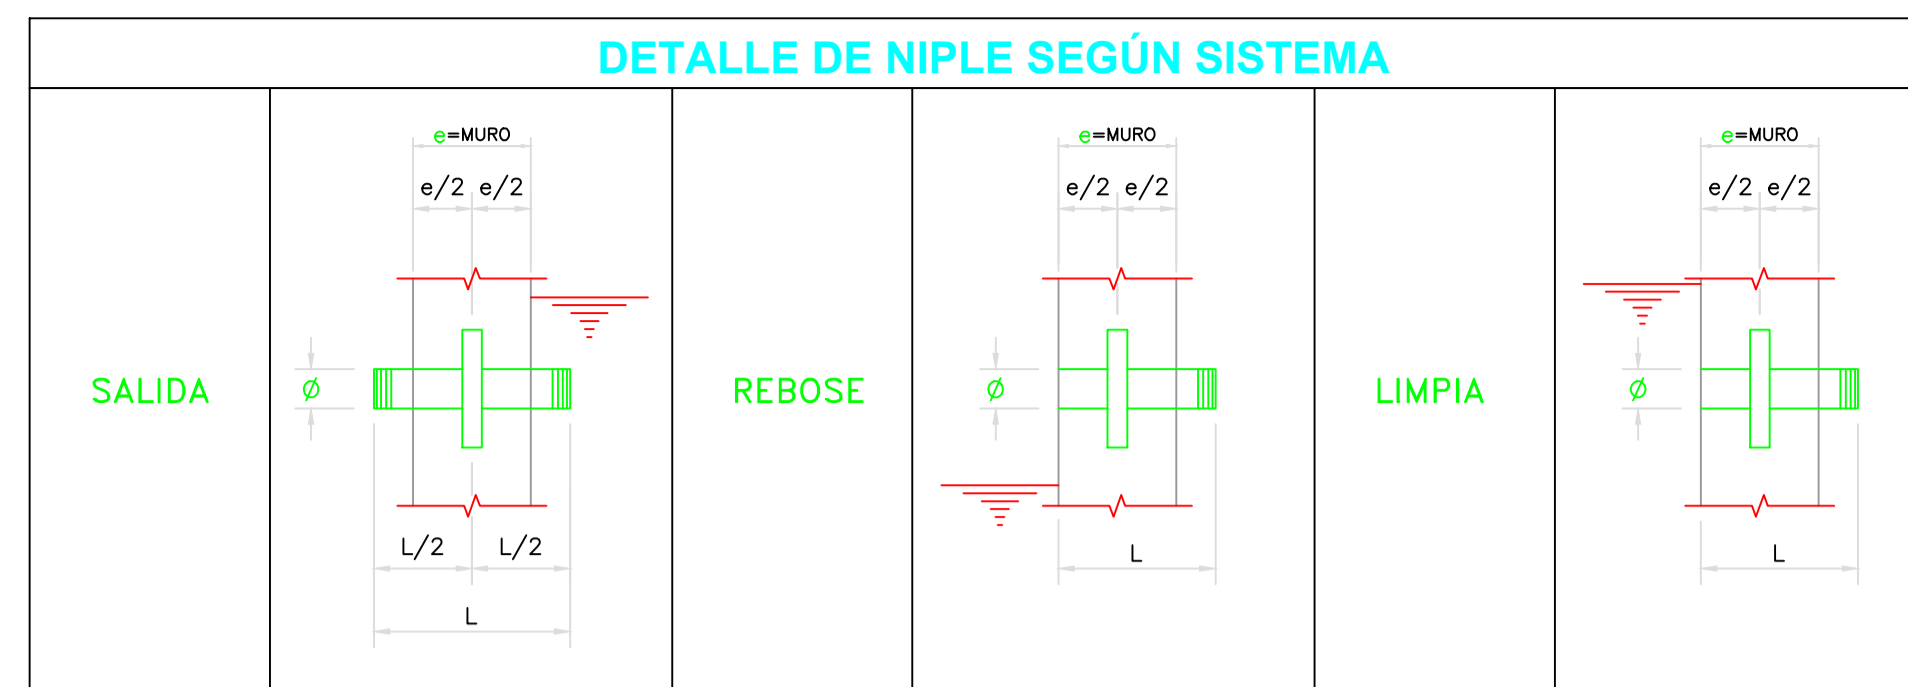 DETALLE DE NIPLE SEGÚN SISTEMA
SALIDA
e=MURO
e/2 e/2
Ø
L/2 L/2
L
REBOSE
e=MURO
e/2 e/2
Ø
L
LIMPIA
e=MURO
e/2 e/2
Ø
L